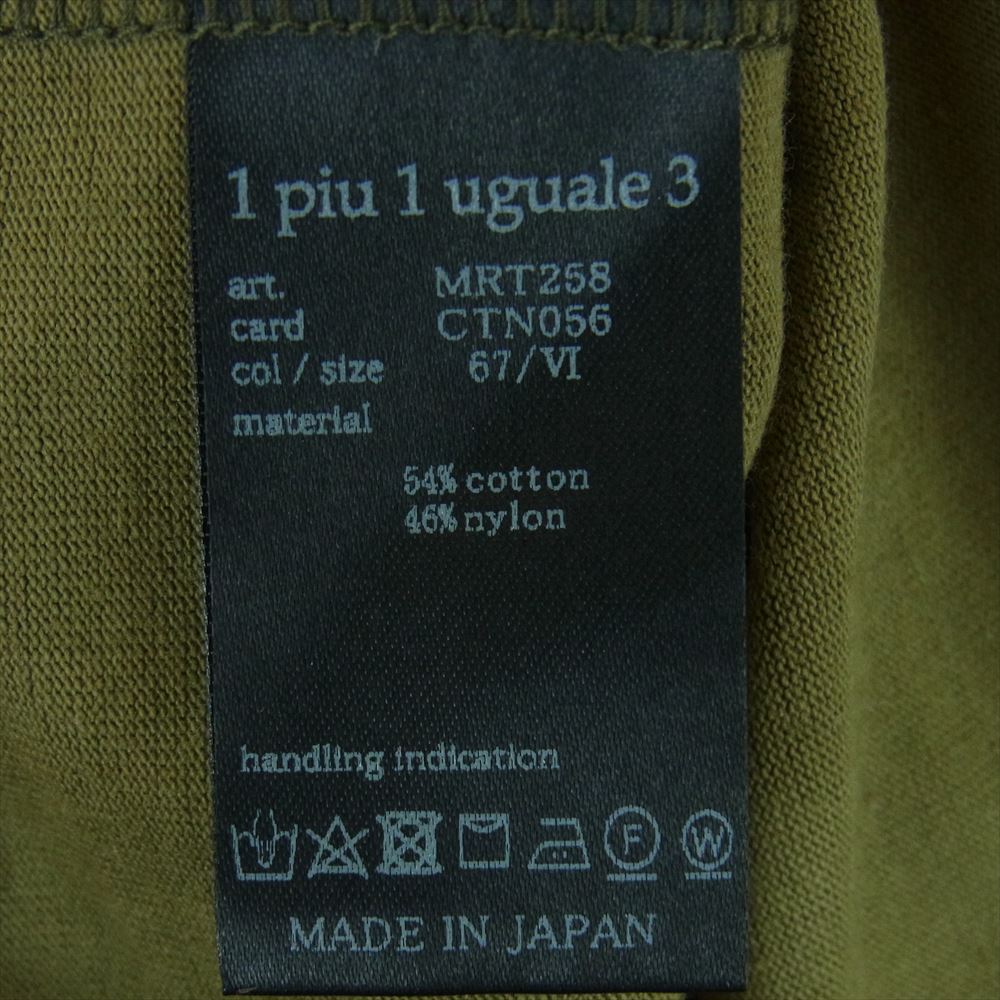 1 piu 1 uguale 3
art. MRT258
card CTN056
col / size 67/VI
material
54% cotton
46% nylon
handling indication
F W
MADE IN JAPAN